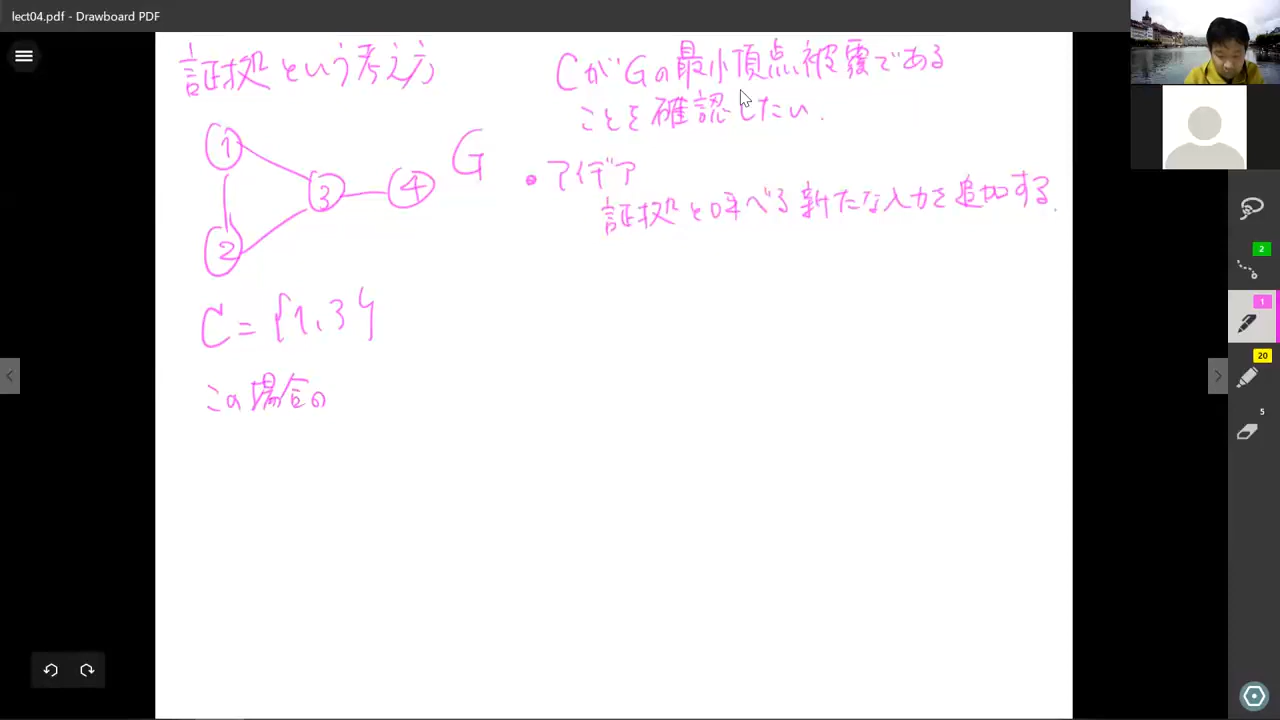 lect04.pdf - Drawboard PDF
証拠という考え方
CがGの最小頂点被覆である
ことを確認したい.
1
2
3
4
G
・アイデア
証拠と呼べる新たな入力を追加する.
C = {1, 3}
この場合の
2
1
20
5